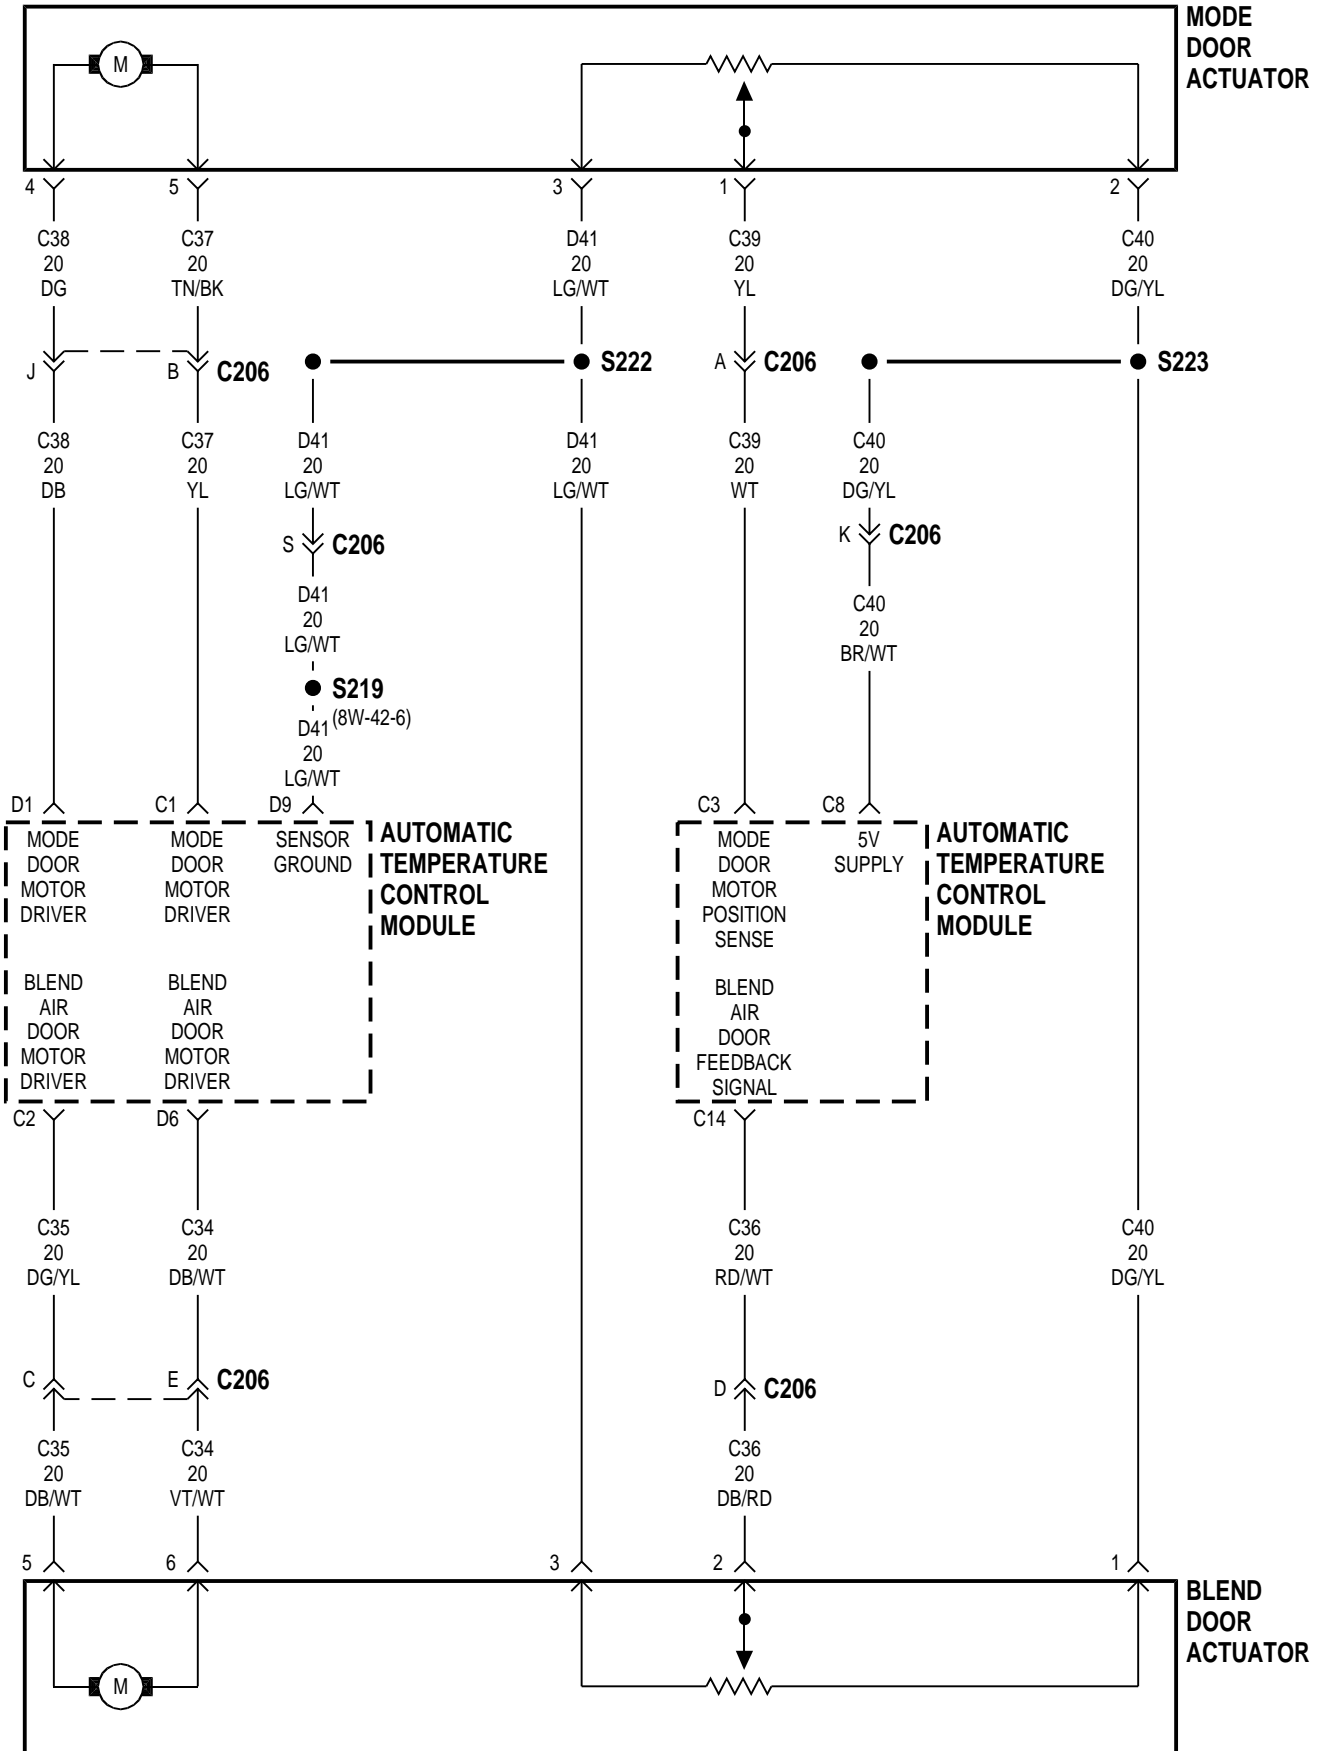 MODE
DOOR
ACTUATOR
M
4
5
3
1
2
C38
20
DG
C37
20
TN/BK
D41
20
LG/WT
C39
20
YL
C40
20
DG/YL
J
B
C206
S222
A
C206
S223
C38
20
DB
C37
20
YL
D41
20
LG/WT
D41
20
LG/WT
C39
20
WT
C40
20
DG/YL
S
C206
K
C206
D41
20
LG/WT
C40
20
BR/WT
S219
(8W-42-6)
D41
20
LG/WT
D1
C1
D9
C3
C8
MODE
DOOR
MOTOR
DRIVER
MODE
DOOR
MOTOR
DRIVER
SENSOR
GROUND
AUTOMATIC
TEMPERATURE
CONTROL
MODULE
MODE
DOOR
MOTOR
POSITION
SENSE
5V
SUPPLY
AUTOMATIC
TEMPERATURE
CONTROL
MODULE
BLEND
AIR
DOOR
MOTOR
DRIVER
BLEND
AIR
DOOR
MOTOR
DRIVER
BLEND
AIR
DOOR
FEEDBACK
SIGNAL
C2
D6
C14
C35
20
DG/YL
C34
20
DB/WT
C36
20
RD/WT
C40
20
DG/YL
C
E
C206
D
C206
C35
20
DB/WT
C34
20
VT/WT
C36
20
DB/RD
5
6
3
2
1
BLEND
DOOR
ACTUATOR
M